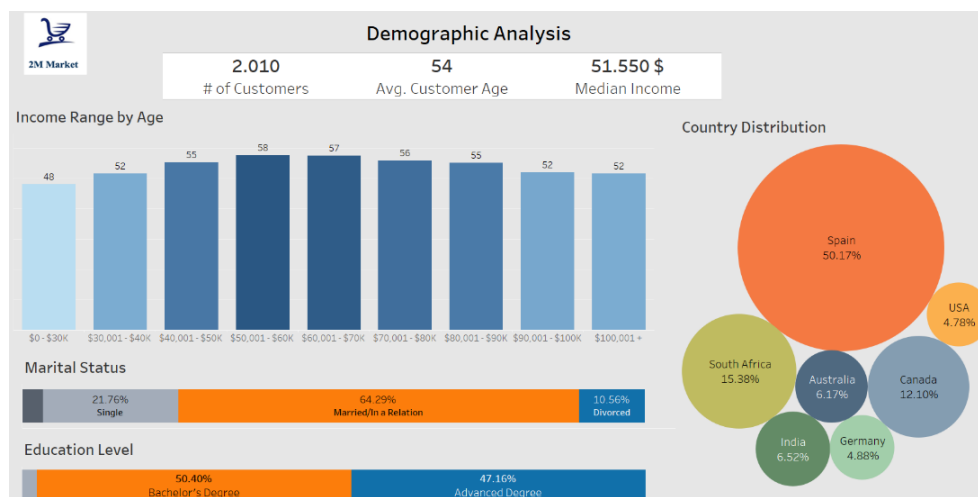 2M Market
Demographic Analysis
2.010
# of Customers
54
Avg. Customer Age
51.550 $
Median Income
Income Range by Age
48
52
55
58
57
56
55
52
52
$0 - $30K
$30,001 - $40K
$40,001 - $50K
$50,001 - $60K
$60,001 - $70K
$70,001 - $80K
$80,001 - $90K
$90,001 - $100K
$100,001 +
Marital Status
21.76%
Single
64.29%
Married/In a Relation
10.56%
Divorced
Education Level
50.40%
Bachelor's Degree
47.16%
Advanced Degree
Country Distribution
Spain
50.17%
USA
4.78%
South Africa
15.38%
Australia
6.17%
Canada
12.10%
India
6.52%
Germany
4.88%